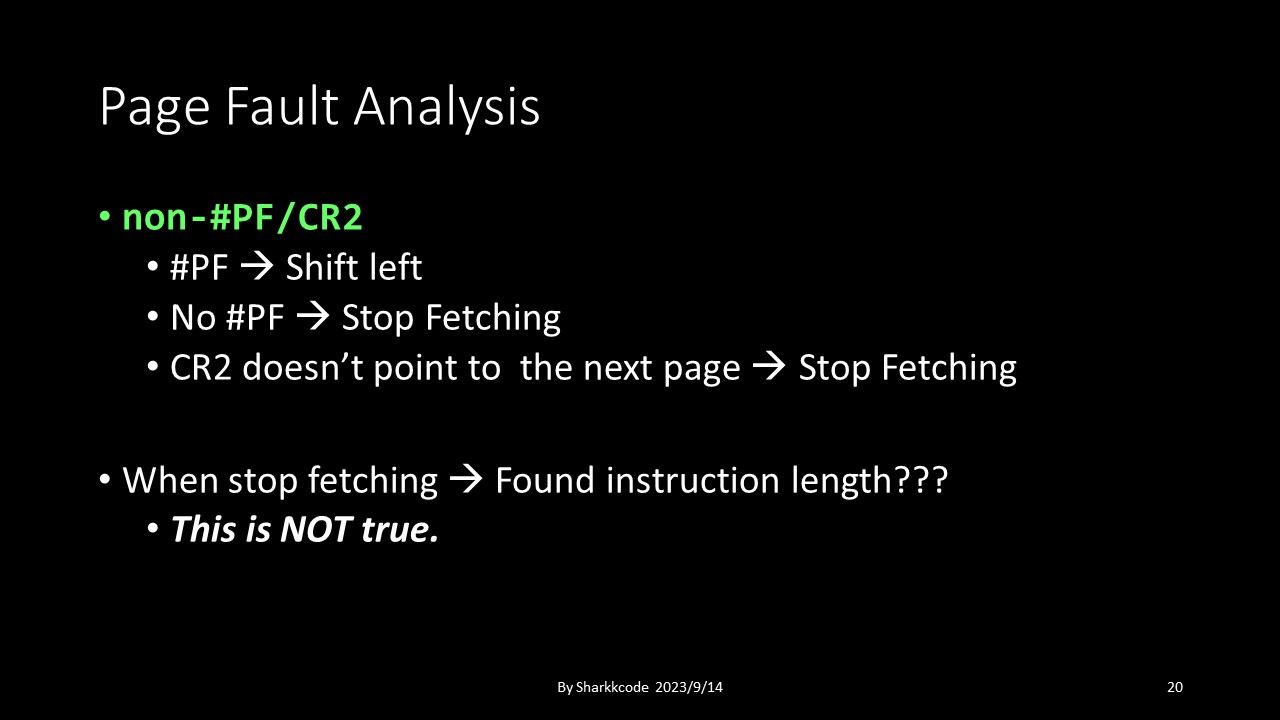 Page Fault Analysis
• non-#PF/CR2
• #PF → Shift left
• No #PF → Stop Fetching
• CR2 doesn’t point to  the next page → Stop Fetching
• When stop fetching → Found instruction length???
• This is NOT true.
By Sharkkcode 2023/9/14
20